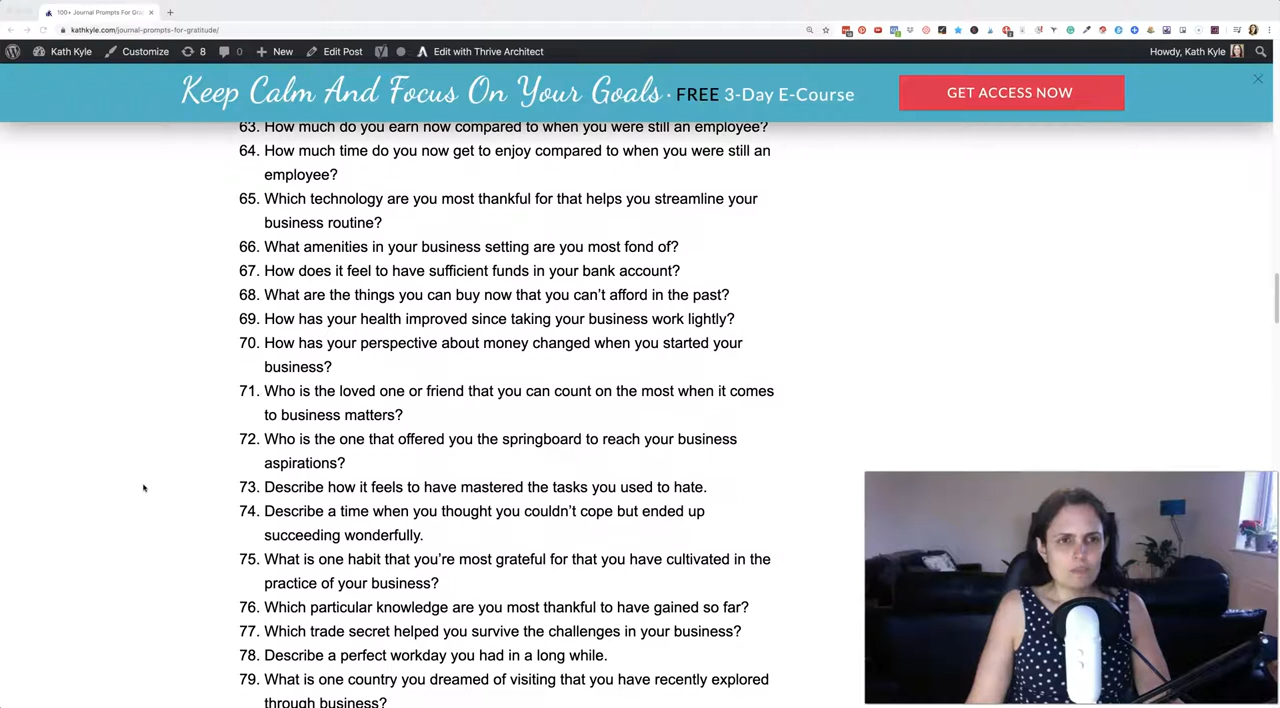 100+ Journal Prompts For Gra
kathkyle.com/journal-prompts-for-gratitude/
Kath Kyle Customize 8 0 New Edit Post Edit with Thrive Architect Howdy, Kath Kyle
Keep Calm And Focus On Your Goals · FREE 3-Day E-Course GET ACCESS NOW
63. How much do you earn now compared to when you were still an employee?
64. How much time do you now get to enjoy compared to when you were still an
employee?
65. Which technology are you most thankful for that helps you streamline your
business routine?
66. What amenities in your business setting are you most fond of?
67. How does it feel to have sufficient funds in your bank account?
68. What are the things you can buy now that you can’t afford in the past?
69. How has your health improved since taking your business work lightly?
70. How has your perspective about money changed when you started your
business?
71. Who is the loved one or friend that you can count on the most when it comes
to business matters?
72. Who is the one that offered you the springboard to reach your business
aspirations?
73. Describe how it feels to have mastered the tasks you used to hate.
74. Describe a time when you thought you couldn’t cope but ended up
succeeding wonderfully.
75. What is one habit that you’re most grateful for that you have cultivated in the
practice of your business?
76. Which particular knowledge are you most thankful to have gained so far?
77. Which trade secret helped you survive the challenges in your business?
78. Describe a perfect workday you had in a long while.
79. What is one country you dreamed of visiting that you have recently explored
through business?